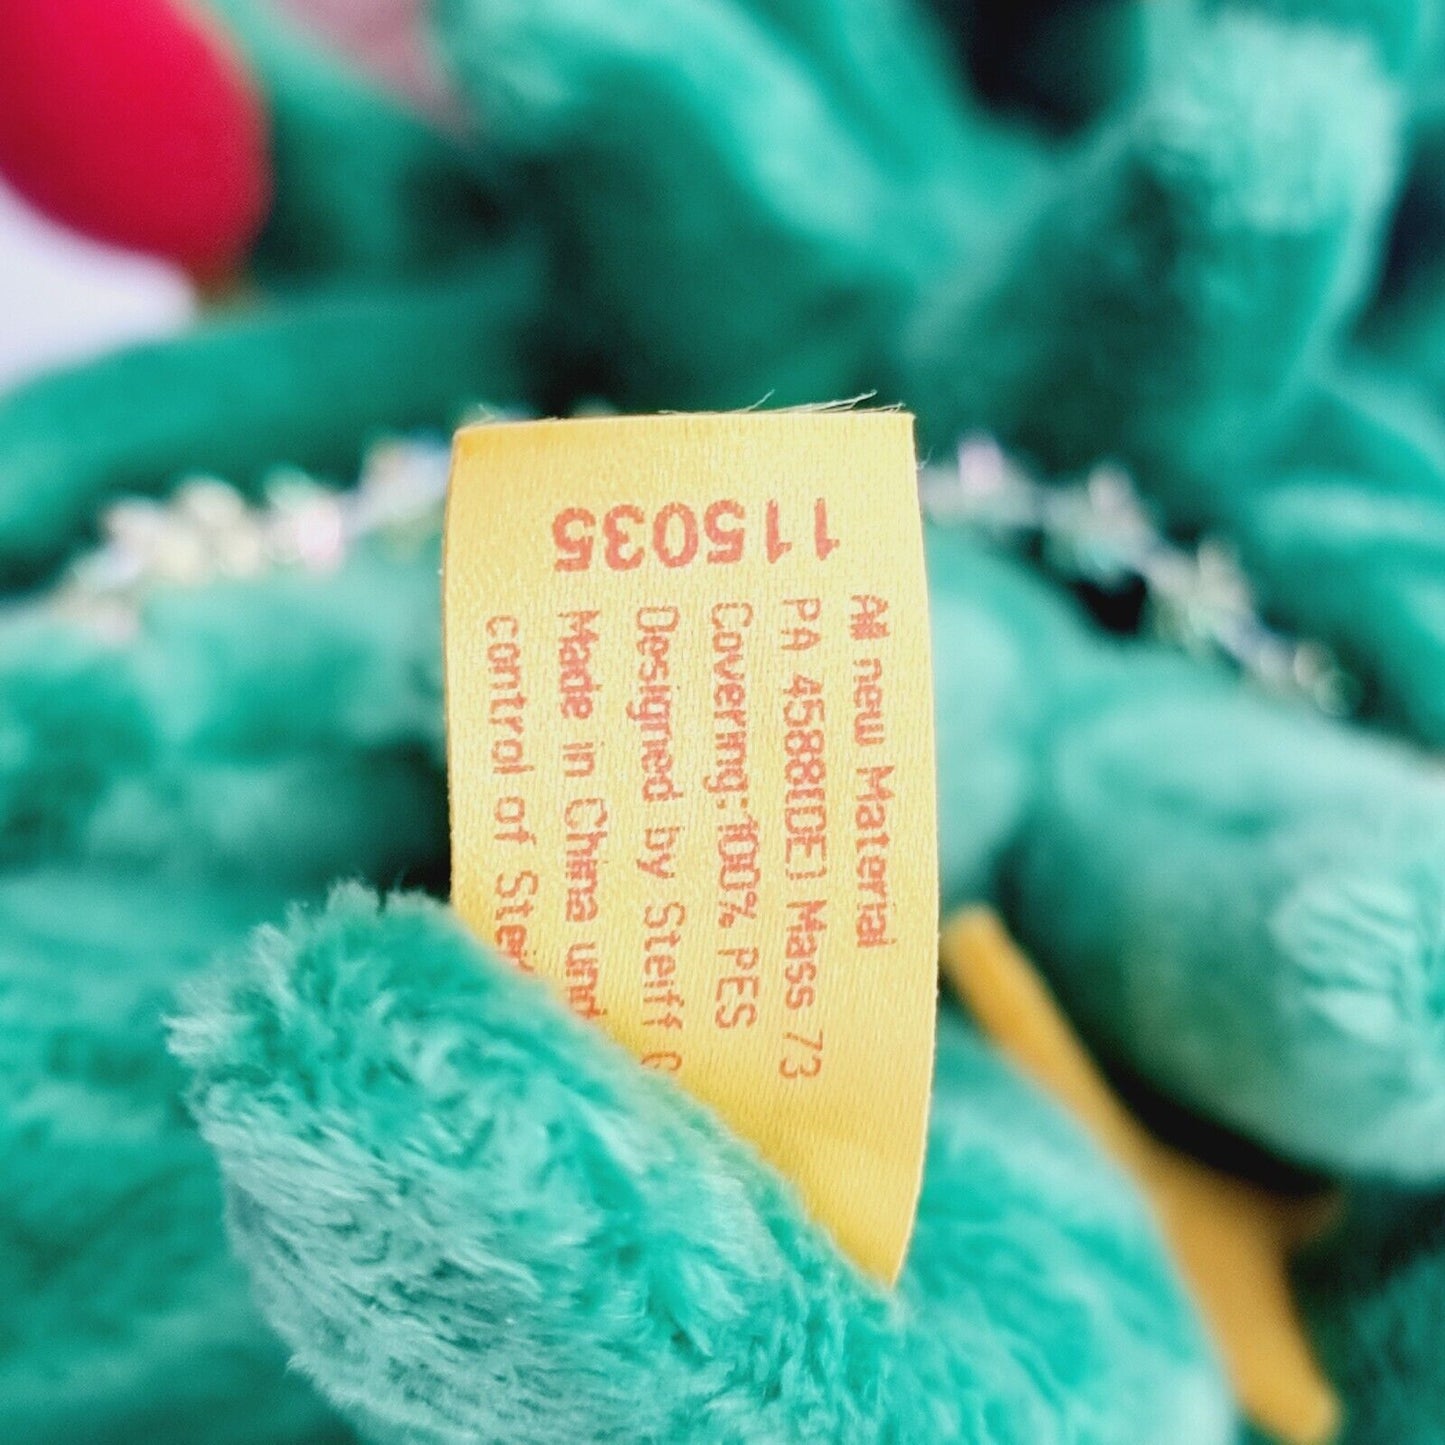 115035
All new Material
PA 4588(DE) Mass 73
Covering:100% PES
Designed by Steiff
Made in China
control of